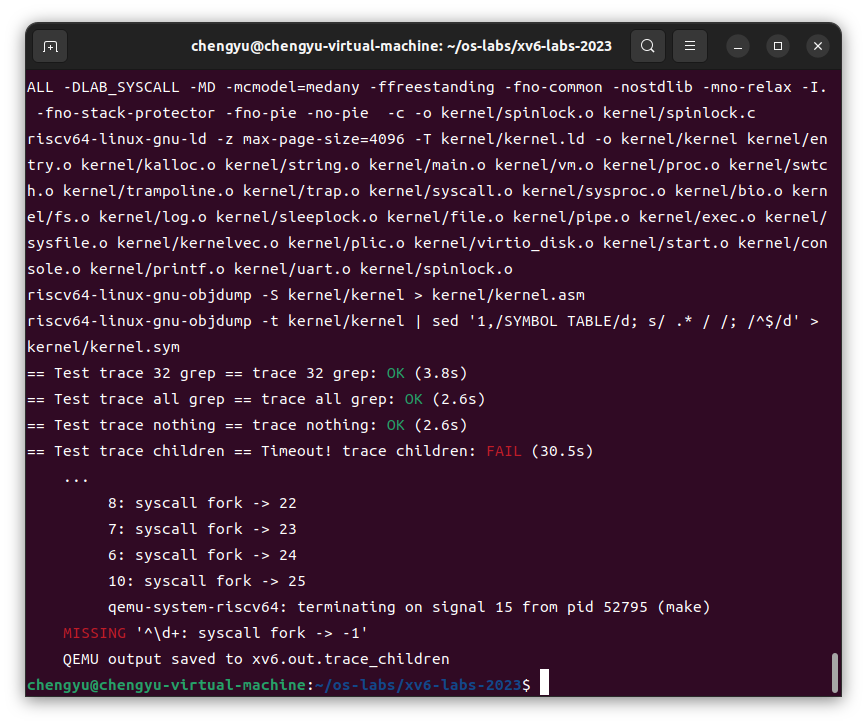 chengyu@chengyu-virtual-machine: ~/os-labs/xv6-labs-2023
ALL -DLAB_SYSCALL -MD -mcmodel=medany -ffreestanding -fno-common -nostdlib -mno-relax -I.
 -fno-stack-protector -fno-pie -no-pie  -c -o kernel/spinlock.o kernel/spinlock.c
riscv64-linux-gnu-ld -z max-page-size=4096 -T kernel/kernel.ld -o kernel/kernel kernel/en
try.o kernel/kalloc.o kernel/string.o kernel/main.o kernel/vm.o kernel/proc.o kernel/swtc
h.o kernel/trampoline.o kernel/trap.o kernel/syscall.o kernel/sysproc.o kernel/bio.o kern
el/fs.o kernel/log.o kernel/sleeplock.o kernel/file.o kernel/pipe.o kernel/exec.o kernel/
sysfile.o kernel/kernelvec.o kernel/plic.o kernel/virtio_disk.o kernel/start.o kernel/con
sole.o kernel/printf.o kernel/uart.o kernel/spinlock.o
riscv64-linux-gnu-objdump -S kernel/kernel > kernel/kernel.asm
riscv64-linux-gnu-objdump -t kernel/kernel | sed '1,/SYMBOL TABLE/d; s/ .* / /; /^$/d' >
kernel/kernel.sym
== Test trace 32 grep == trace 32 grep: OK (3.8s)
== Test trace all grep == trace all grep: OK (2.6s)
== Test trace nothing == trace nothing: OK (2.6s)
== Test trace children == Timeout! trace children: FAIL (30.5s)
    ...
         8: syscall fork -> 22
         7: syscall fork -> 23
         6: syscall fork -> 24
         10: syscall fork -> 25
         qemu-system-riscv64: terminating on signal 15 from pid 52795 (make)
    MISSING '^\d+: syscall fork -> -1'
    QEMU output saved to xv6.out.trace_children
chengyu@chengyu-virtual-machine:~/os-labs/xv6-labs-2023$